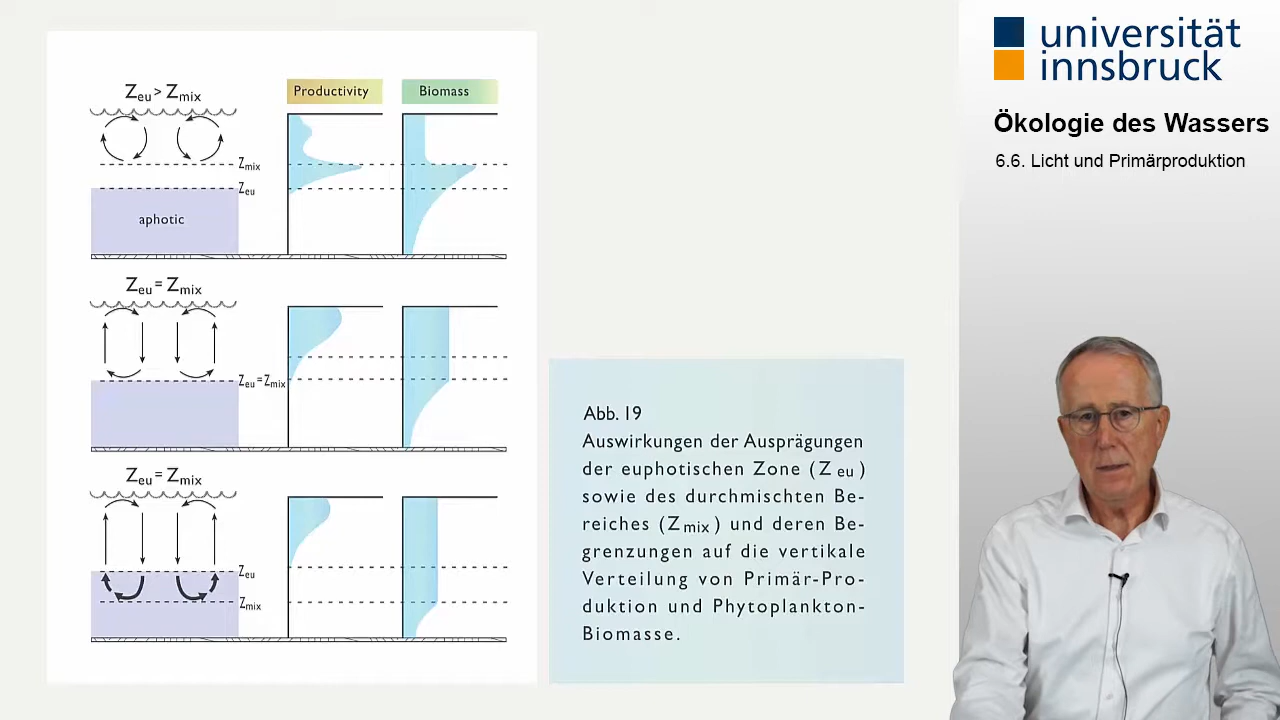 universität
innsbruck
Ökologie des Wassers
6.6. Licht und Primärproduktion
Zeu > Zmix
Productivity
Biomass
Zmix
Zeu
aphotic
Zeu = Zmix
Zeu = Zmix
Zeu = Zmix
Zeu
Zmix
Abb. 19
Auswirkungen der Ausprägungen
der euphotischen Zone (Z eu)
sowie des durchmischten Be-
reiches (Zmix) und deren Be-
grenzungen auf die vertikale
Verteilung von Primär-Pro-
duktion und Phytoplankton-
Biomasse.